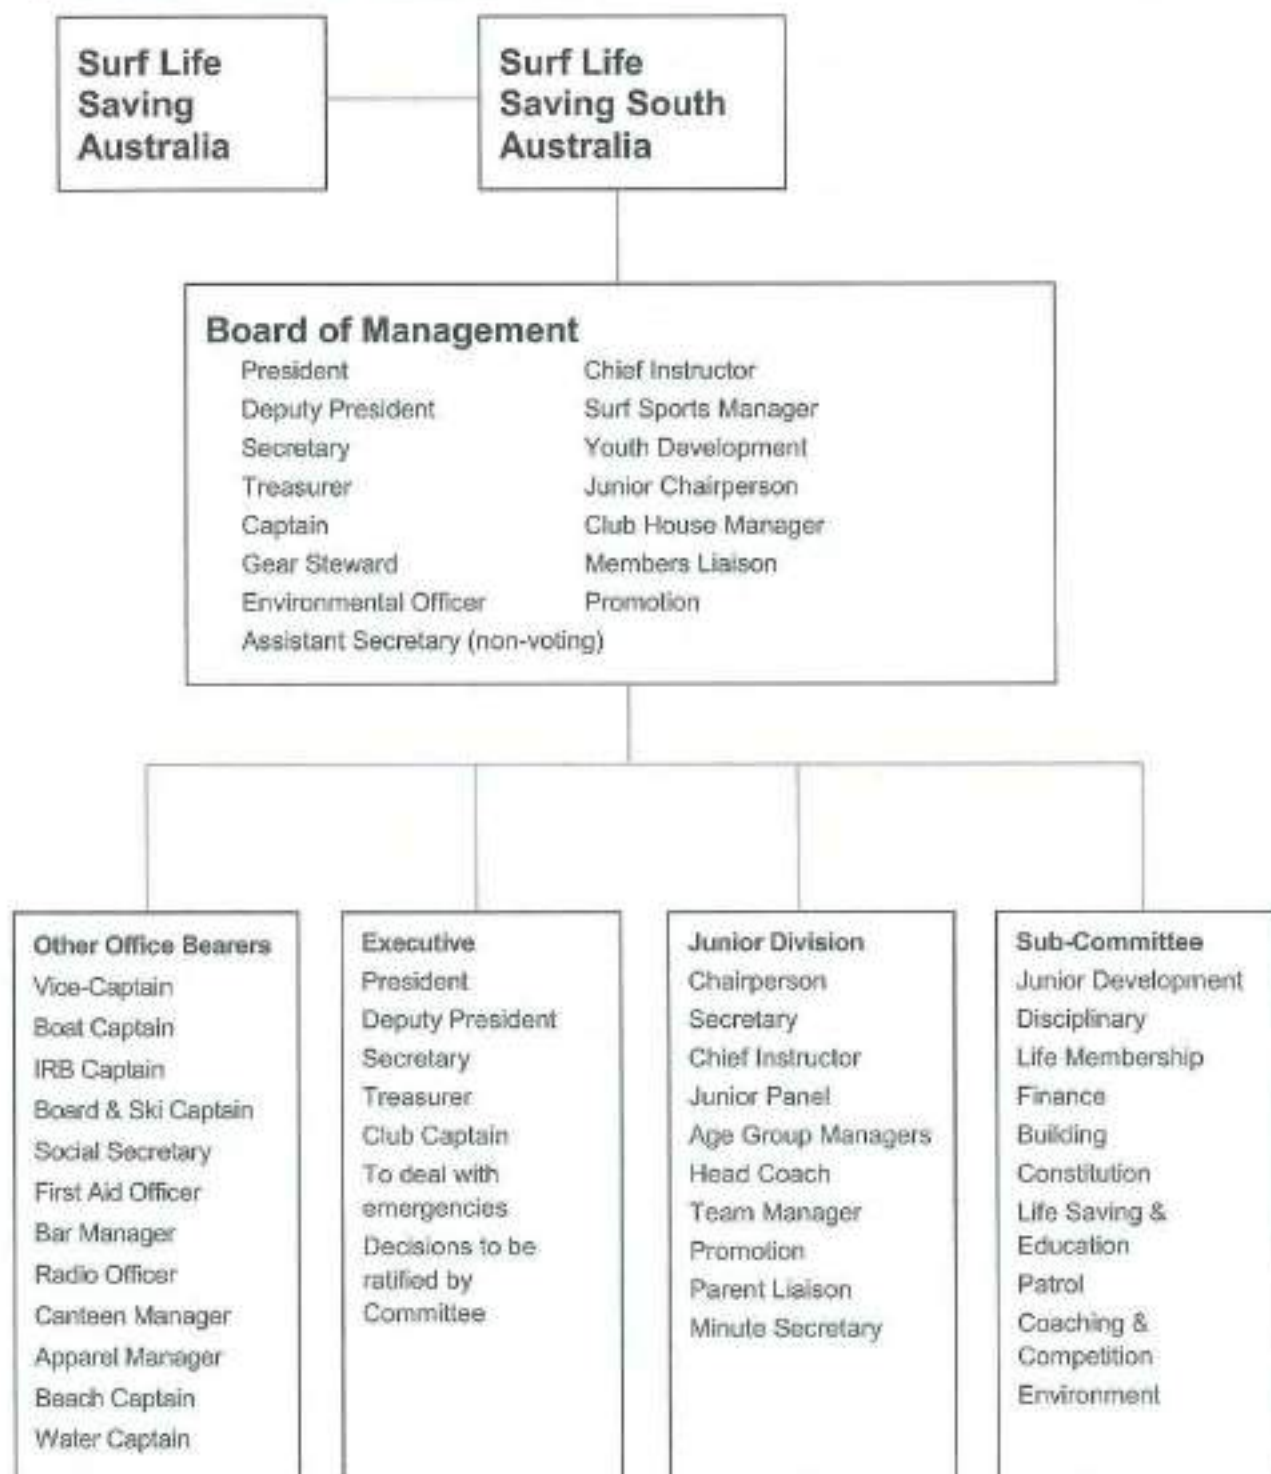 Surf Life
Saving
Australia
Surf Life
Saving South
Australia
Board of Management
President
Deputy President
Secretary
Treasurer
Captain
Gear Steward
Environmental Officer
Assistant Secretary (non-voting)
Chief Instructor
Surf Sports Manager
Youth Development
Junior Chairperson
Club House Manager
Members Liaison
Promotion
Other Office Bearers
Vice-Captain
Boat Captain
IRB Captain
Board & Ski Captain
Social Secretary
First Aid Officer
Bar Manager
Radio Officer
Canteen Manager
Apparel Manager
Beach Captain
Water Captain
Executive
President
Deputy President
Secretary
Treasurer
Club Captain
To deal with
emergencies
Decisions to be
ratified by
Committee
Junior Division
Chairperson
Secretary
Chief Instructor
Junior Panel
Age Group Managers
Head Coach
Team Manager
Promotion
Parent Liaison
Minute Secretary
Sub-Committee
Junior Development
Disciplinary
Life Membership
Finance
Building
Constitution
Life Saving &
Education
Patrol
Coaching &
Competition
Environment